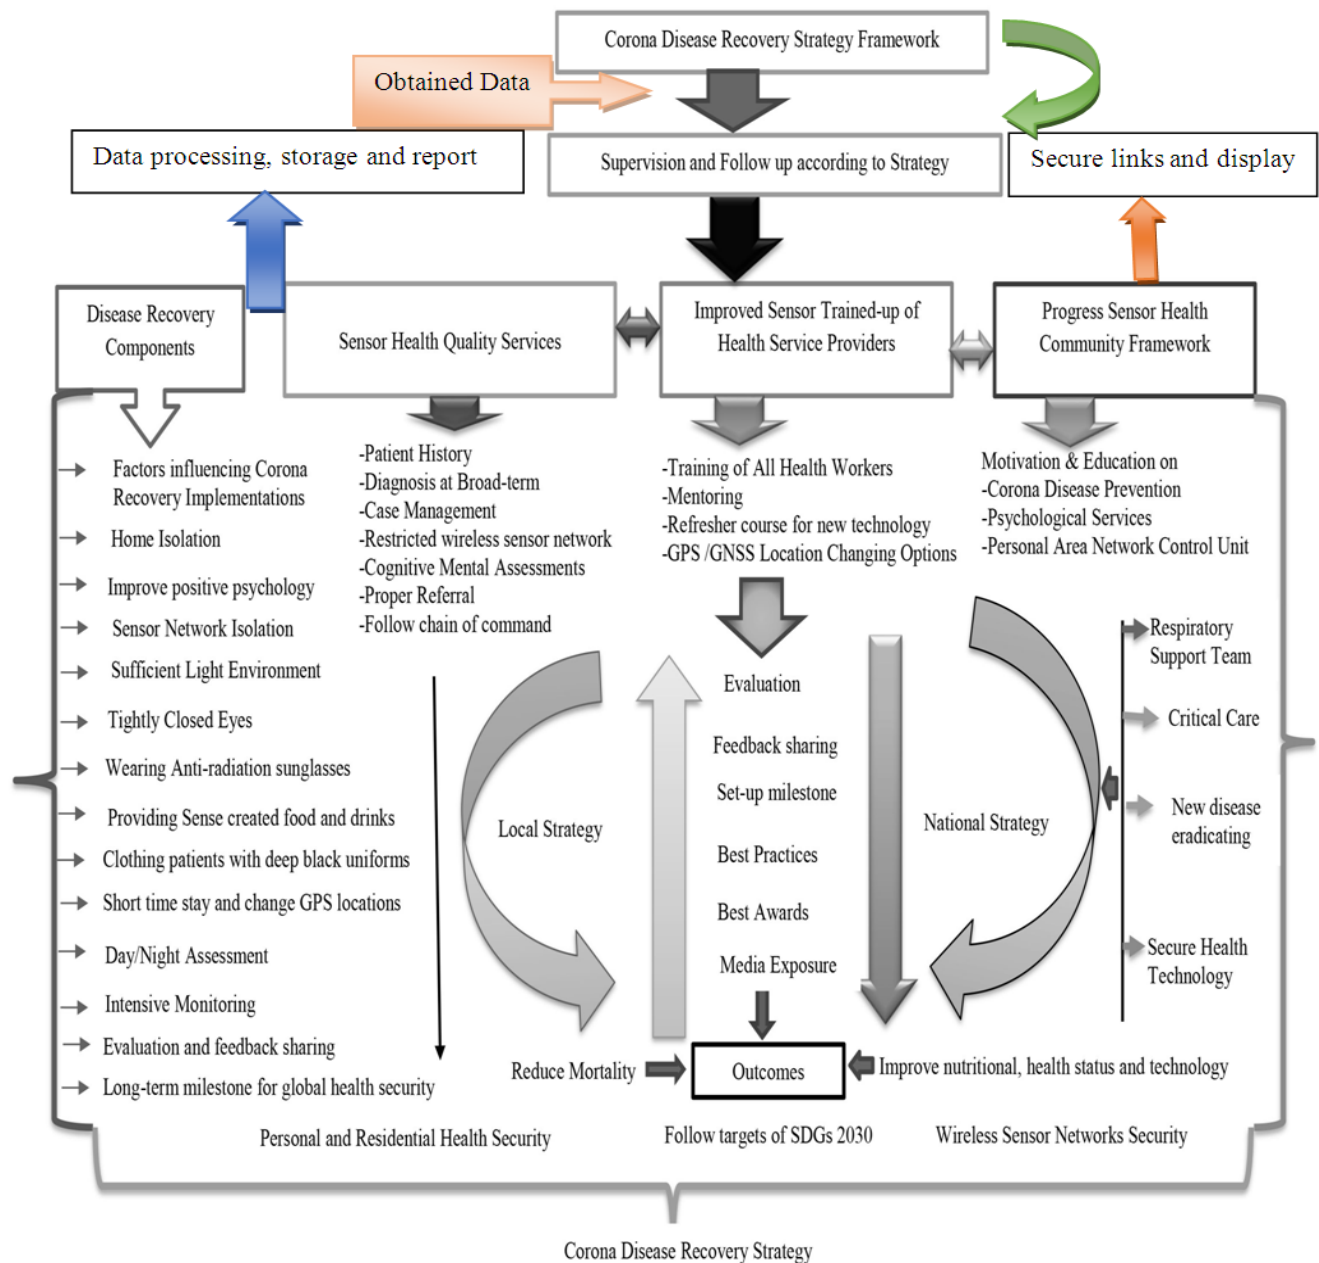 Corona Disease Recovery Strategy Framework
Obtained Data
Data processing, storage and report
Supervision and Follow up according to Strategy
Secure links and display
Disease Recovery
Components
Sensor Health Quality Services
Improved Sensor Trained-up of
Health Service Providers
Progress Sensor Health
Community Framework
Factors influencing Corona
Recovery Implementations
Home Isolation
Improve positive psychology
Sensor Network Isolation
Sufficient Light Environment
Tightly Closed Eyes
Wearing Anti-radiation sunglasses
Providing Sense created food and drinks
Clothing patients with deep black uniforms
Short time stay and change GPS locations
Day/Night Assessment
Intensive Monitoring
Evaluation and feedback sharing
Long-term milestone for global health security
-Patient History
-Diagnosis at Broad-term
-Case Management
-Restricted wireless sensor network
-Cognitive Mental Assessments
-Proper Referral
-Follow chain of command
-Training of All Health Workers
-Mentoring
-Refresher course for new technology
-GPS /GNSS Location Changing Options
Motivation & Education on
-Corona Disease Prevention
-Psychological Services
-Personal Area Network Control Unit
Local Strategy
Evaluation
Feedback sharing
Set-up milestone
Best Practices
Best Awards
Media Exposure
National Strategy
Respiratory
Support Team
Critical Care
New disease
eradicating
Secure Health
Technology
Reduce Mortality
Outcomes
Improve nutritional, health status and technology
Personal and Residential Health Security
Follow targets of SDGs 2030
Wireless Sensor Networks Security
Corona Disease Recovery Strategy